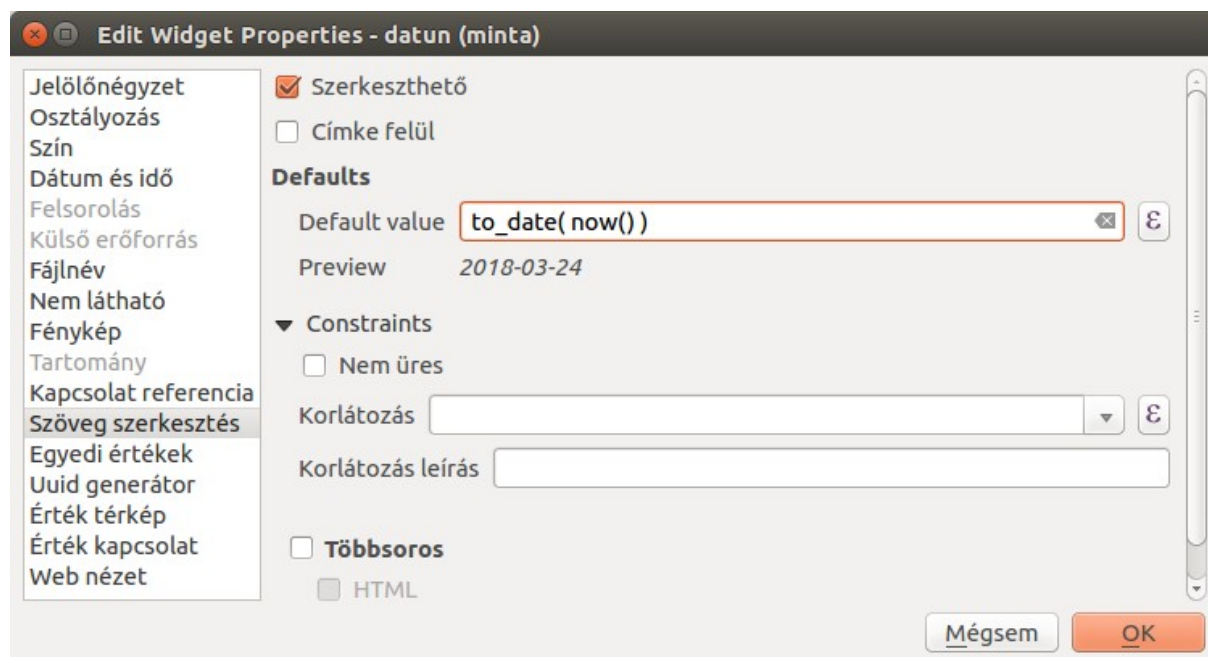 Edit Widget Properties - datun (minta)
Jelölőnégyzet
Osztályozás
Szín
Dátum és idő
Felsorolás
Külső erőforrás
Fájlnév
Nem látható
Fénykép
Tartomány
Kapcsolat referencia
Szöveg szerkesztés
Egyedi értékek
Uuid generátor
Érték térkép
Érték kapcsolat
Web nézet
Szerkeszthető
Címke felül
Defaults
Default value to_date( now() ) ε
Preview 2018-03-24
Constraints
Nem üres
Korlátozás ε
Korlátozás leírás
Többsoros
HTML
Mégsem OK